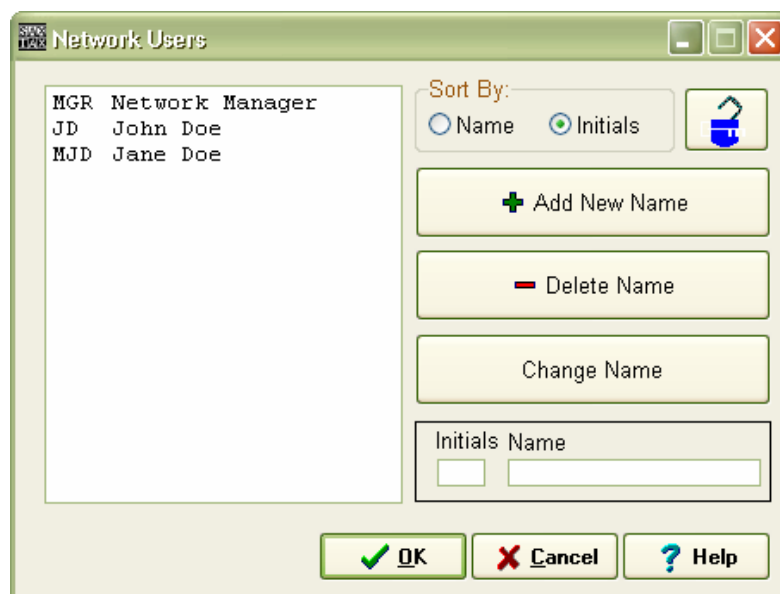 Network Users
MGR Network Manager
JD John Doe
MJD Jane Doe
Sort By:
Name Initials
Add New Name
Delete Name
Change Name
Initials Name
OK Cancel Help